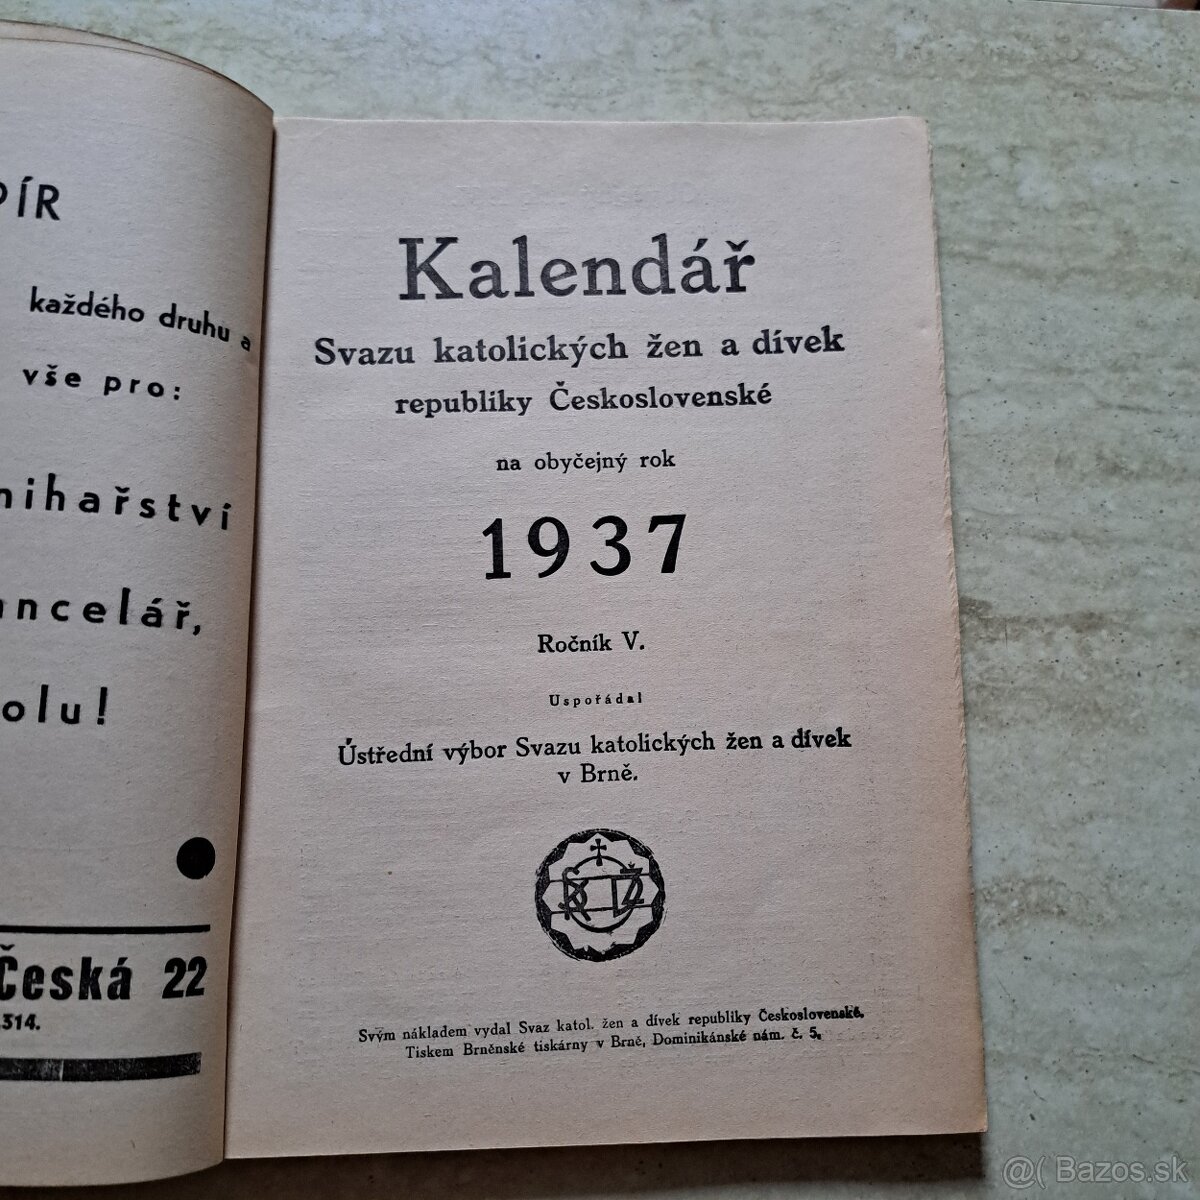 PÍR
každého druhu a
vše pro:
nihařství
ancelář,
olu!
Česká 22
314.
Kalendář
Svazu katolických žen a dívek
republiky Československé
na obyčejný rok
1937
Ročník V.
Uspořádal
Ústřední výbor Svazu katolických žen a dívek
v Brně.
Svým nákladem vydal Svaz katol. žen a dívek republiky Československé.
Tiskem Brněnské tiskárny v Brně, Dominikánské nám. č. 5.
@( Bazos.sk